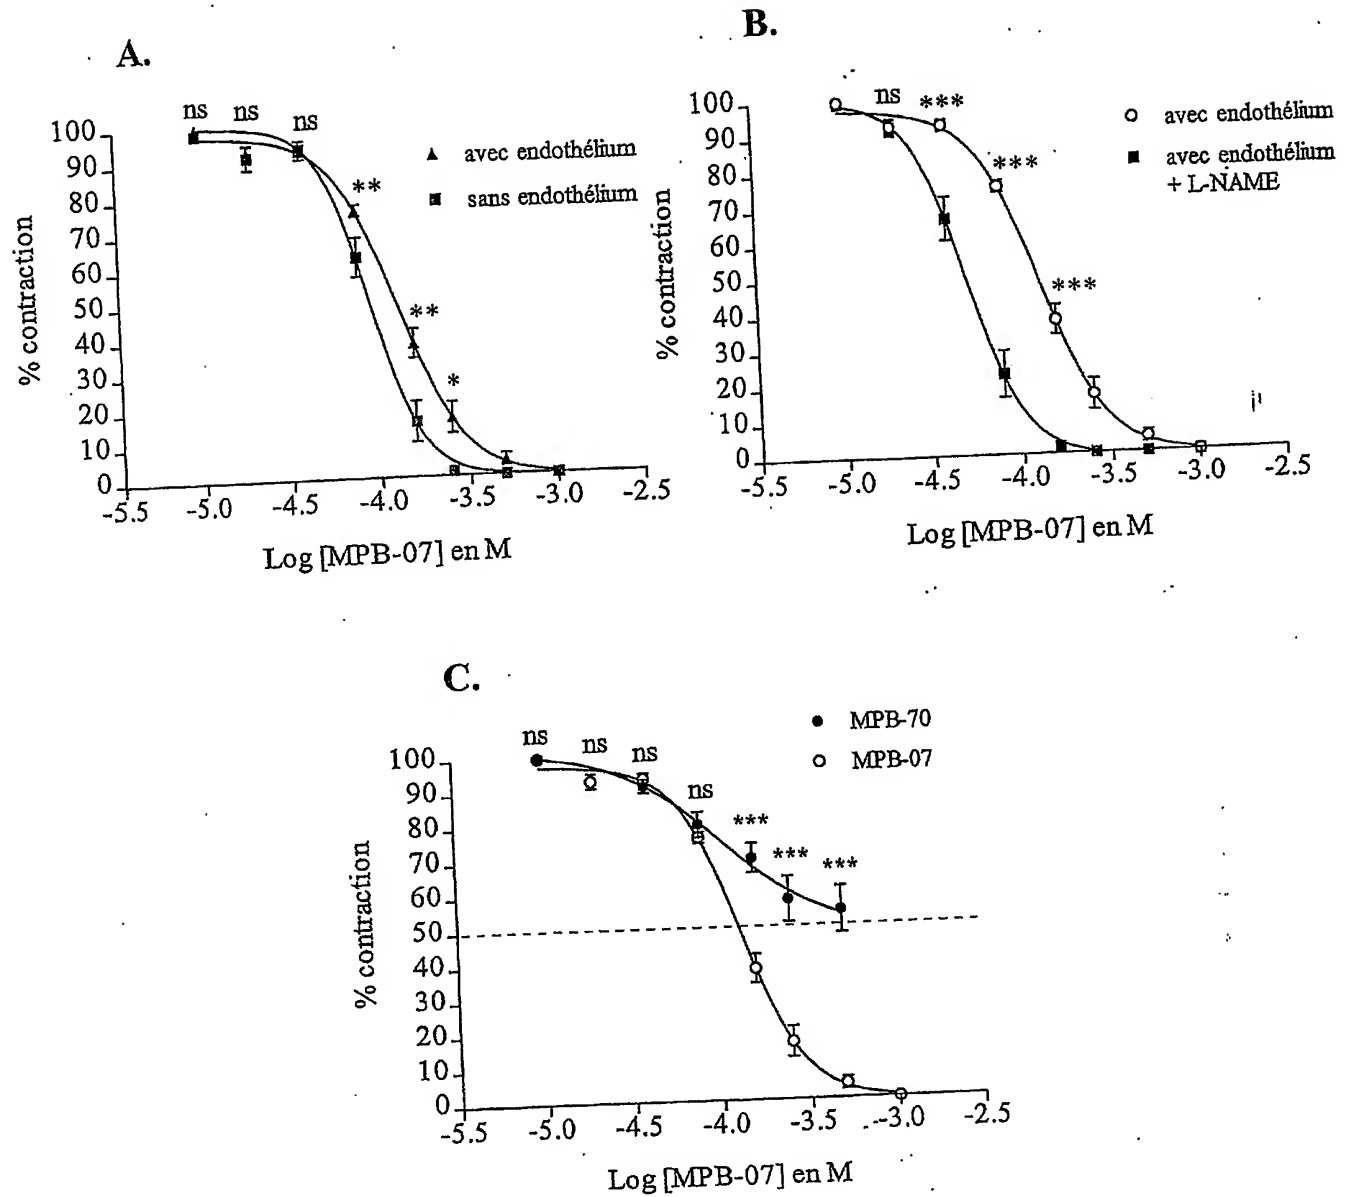 A.
ns ns ns
100
90
80
70
60
50
40
30
20
10
0
** 
**
*
avec endothélium
sans endothélium
% contraction
-5.5 -5.0 -4.5 -4.0 -3.5 -3.0 -2.5
Log [MPB-07] en M
B.
ns ***
***
***
100
90
80
70
60
50
40
30
20
10
0
avec endothélium
avec endothélium
+ L-NAME
% contraction
-5.5 -5.0 -4.5 -4.0 -3.5 -3.0 -2.5
Log [MPB-07] en M
C.
MPB-70
MPB-07
ns ns ns
ns
*** *** ***
100
90
80
70
60
50
40
30
20
10
0
% contraction
-5.5 -5.0 -4.5 -4.0 -3.5 -3.0 -2.5
Log [MPB-07] en M